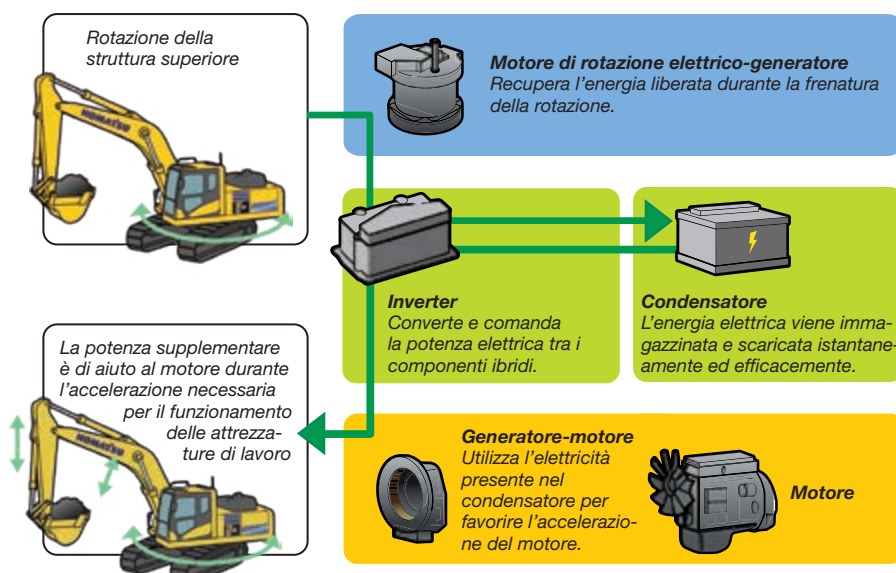 Rotazione della
struttura superiore
KOMATSU
Motore di rotazione elettrico-generatore
Recupera l’energia liberata durante la frenatura
della rotazione.
Inverter
Converte e comanda
la potenza elettrica tra i
componenti ibridi.
Condensatore
L’energia elettrica viene imma-
gazzinata e scaricata istantane-
amente ed efficacemente.
La potenza supplementare
è di aiuto al motore durante
l’accelerazione necessaria
per il funzionamento
delle attrezza-
ture di lavoro
KOMATSU
Generatore-motore
Utilizza l’elettricità
presente nel
condensatore per
favorire l’accelerazio-
ne del motore.
Motore